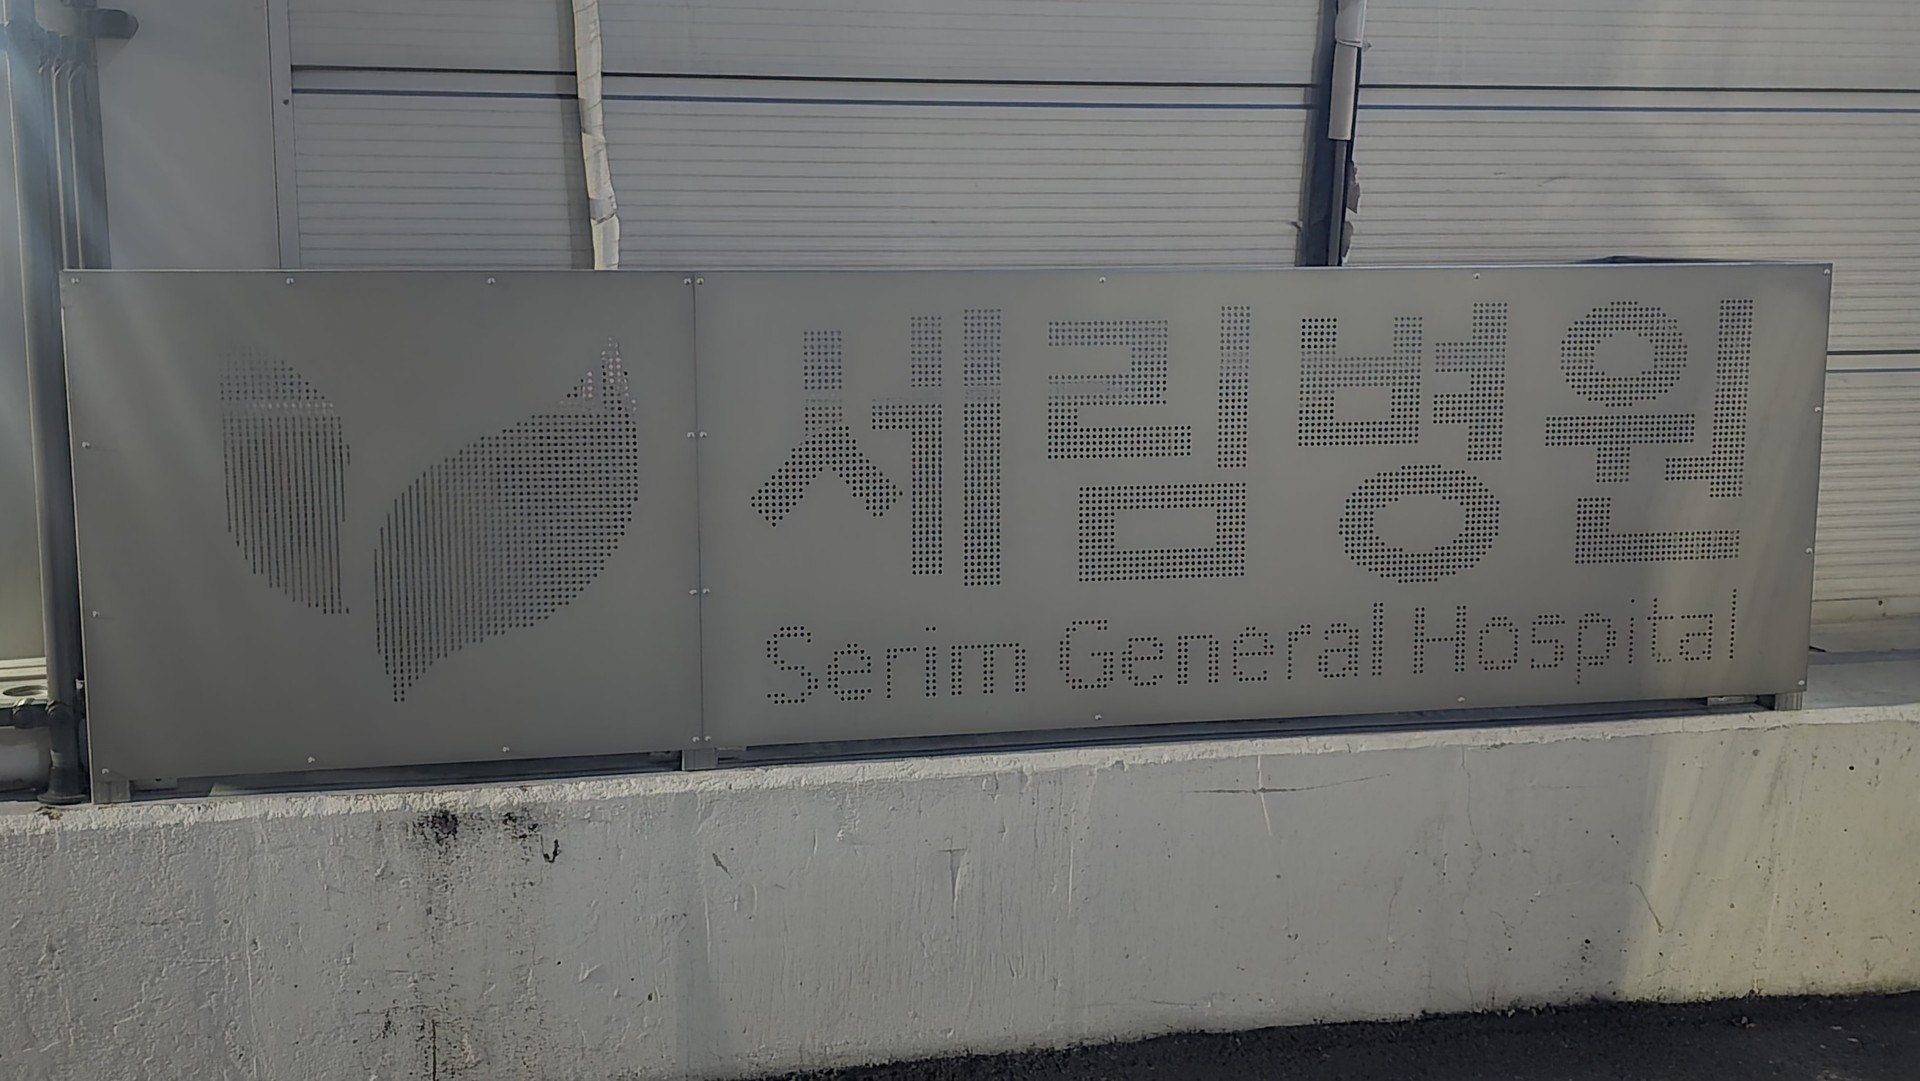 세림병원
Serim General Hospital